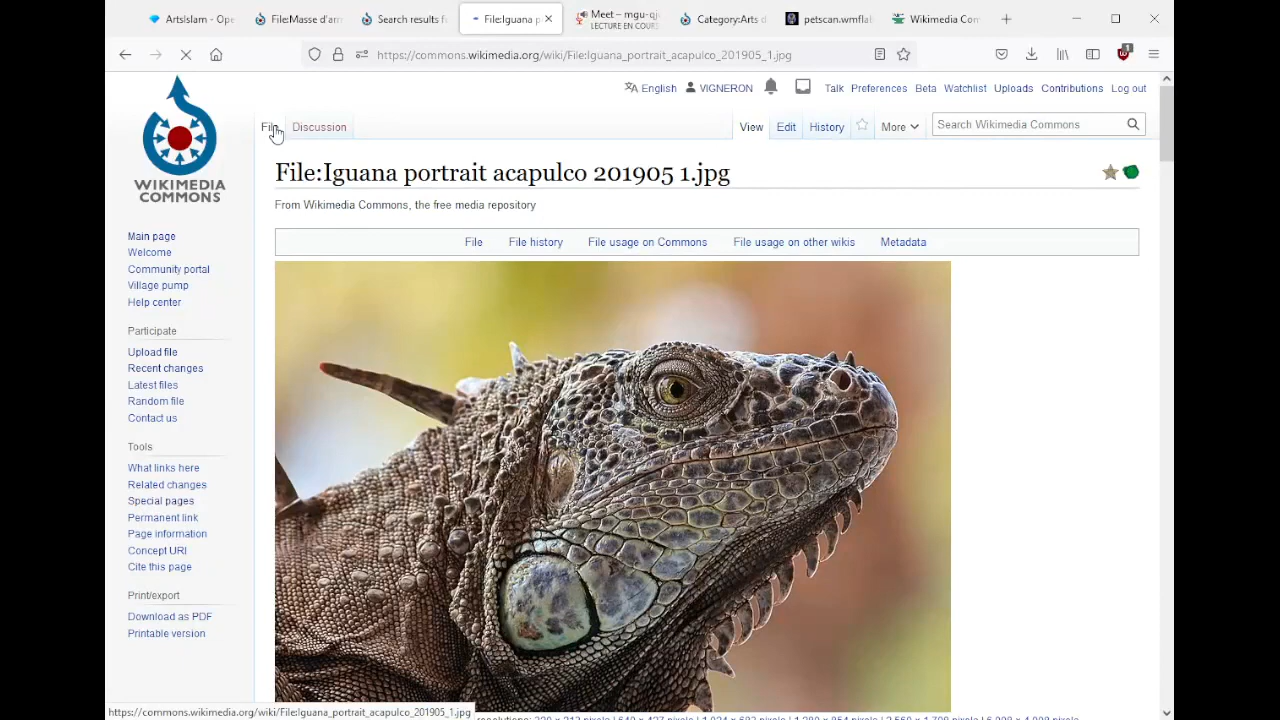 ArtsIslam - Ope
File:Masse d'arm
Search results fo
File:Iguana p
Meet – mgu-qj
LECTURE EN COURS
Category:Arts d
petscan.wmflab
Wikimedia Con
https://commons.wikimedia.org/wiki/File:Iguana_portrait_acapulco_201905_1.jpg
1
English VIGNERON Talk Preferences Beta Watchlist Uploads Contributions Log out
File Discussion View Edit History More Search Wikimedia Commons
WIKIMEDIA
COMMONS
File:Iguana portrait acapulco 201905 1.jpg
From Wikimedia Commons, the free media repository
File File history File usage on Commons File usage on other wikis Metadata
Main page
Welcome
Community portal
Village pump
Help center
Participate
Upload file
Recent changes
Latest files
Random file
Contact us
Tools
What links here
Related changes
Special pages
Permanent link
Page information
Concept URI
Cite this page
Print/export
Download as PDF
Printable version
https://commons.wikimedia.org/wiki/File:Iguana_portrait_acapulco_201905_1.jpg